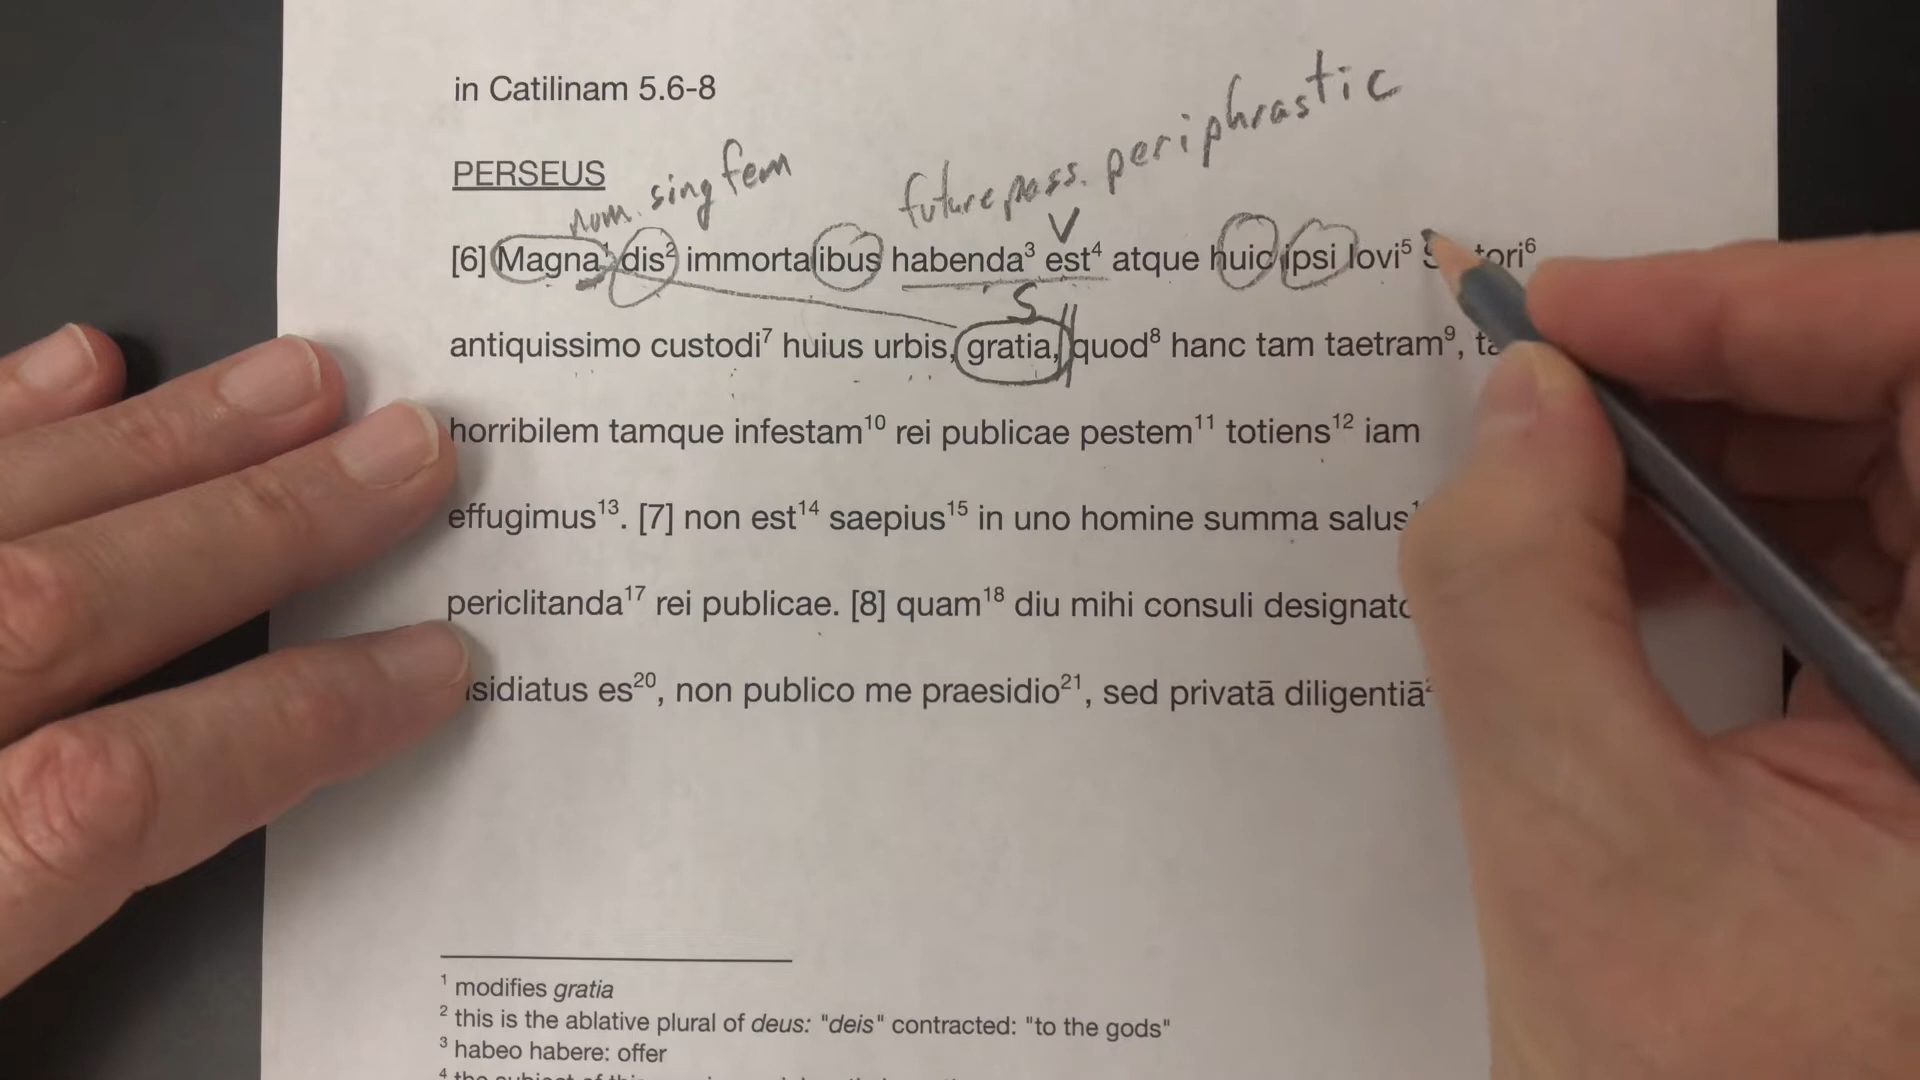 in Catilinam 5.6-8
future pass. periphrastic
PERSEUS
nom. sing fem
V
[6] Magna¹ dis² immortalibus habenda³ est⁴ atque huic ipsi Iovi⁵ tori⁶
S
antiquissimo custodi⁷ huius urbis, gratia, quod⁸ hanc tam taetram⁹,
horribilem tamque infestam¹⁰ rei publicae pestem¹¹ totiens¹² iam
effugimus¹³. [7] non est¹⁴ saepius¹⁵ in uno homine summa salus
periclitanda¹⁷ rei publicae. [8] quam¹⁸ diu mihi consuli designato
sidiatus es²⁰, non publico me praesidio²¹, sed privatā diligentiā
¹ modifies gratia
² this is the ablative plural of deus: "deis" contracted: "to the gods"
³ habeo habere: offer